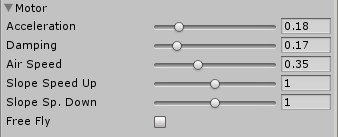 Motor
Acceleration 0.18
Damping 0.17
Air Speed 0.35
Slope Speed Up 1
Slope Sp. Down 1
Free Fly